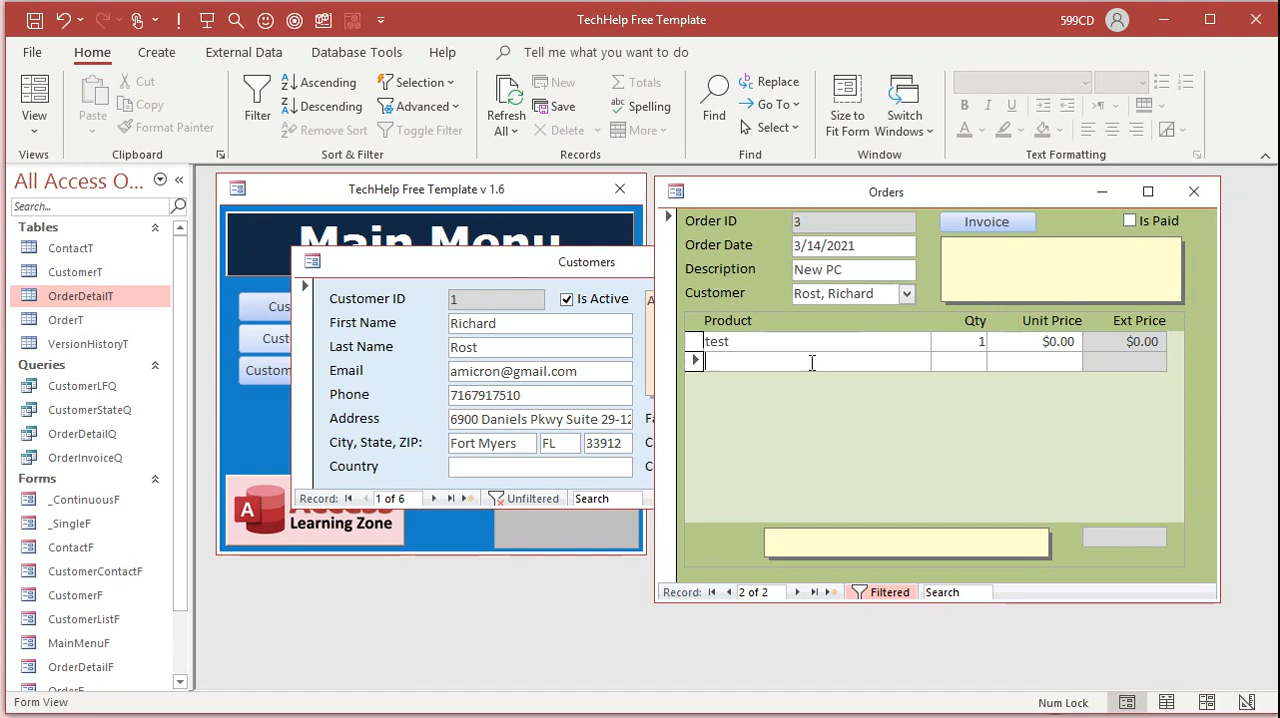 TechHelp Free Template
599CD
File
Home
Create
External Data
Database Tools
Help
Tell me what you want to do
View
Views
Paste
Cut
Copy
Format Painter
Clipboard
Filter
Ascending
Descending
Remove Sort
Selection
Advanced
Toggle Filter
Sort & Filter
Refresh All
New
Save
Delete
Totals
Spelling
More
Records
Find
Replace
Go To
Select
Find
Size to Fit Form
Switch Windows
Window
B I U
A
Text Formatting
All Access O...
Search...
Tables
ContactT
CustomerT
OrderDetailT
OrderT
VersionHistoryT
Queries
CustomerLFQ
CustomerStateQ
OrderDetailQ
OrderInvoiceQ
Forms
_ContinuousF
_SingleF
ContactF
CustomerContactF
CustomerF
CustomerListF
MainMenuF
OrderDetailF
TechHelp Free Template v 1.6
Main Menu
Cus
Cust
Custom
A
Learning Zone
Customers
Customer ID 1 Is Active
First Name Richard
Last Name Rost
Email amicron@gmail.com
Phone 7167917510
Address 6900 Daniels Pkwy Suite 29-12
City, State, ZIP: Fort Myers FL 33912
Country
Record: 1 of 6 Unfiltered Search
Orders
Order ID 3 Invoice Is Paid
Order Date 3/14/2021
Description New PC
Customer Rost, Richard
Product Qty Unit Price Ext Price
test 1 $0.00 $0.00
Record: 2 of 2 Filtered Search
Form View
Num Lock